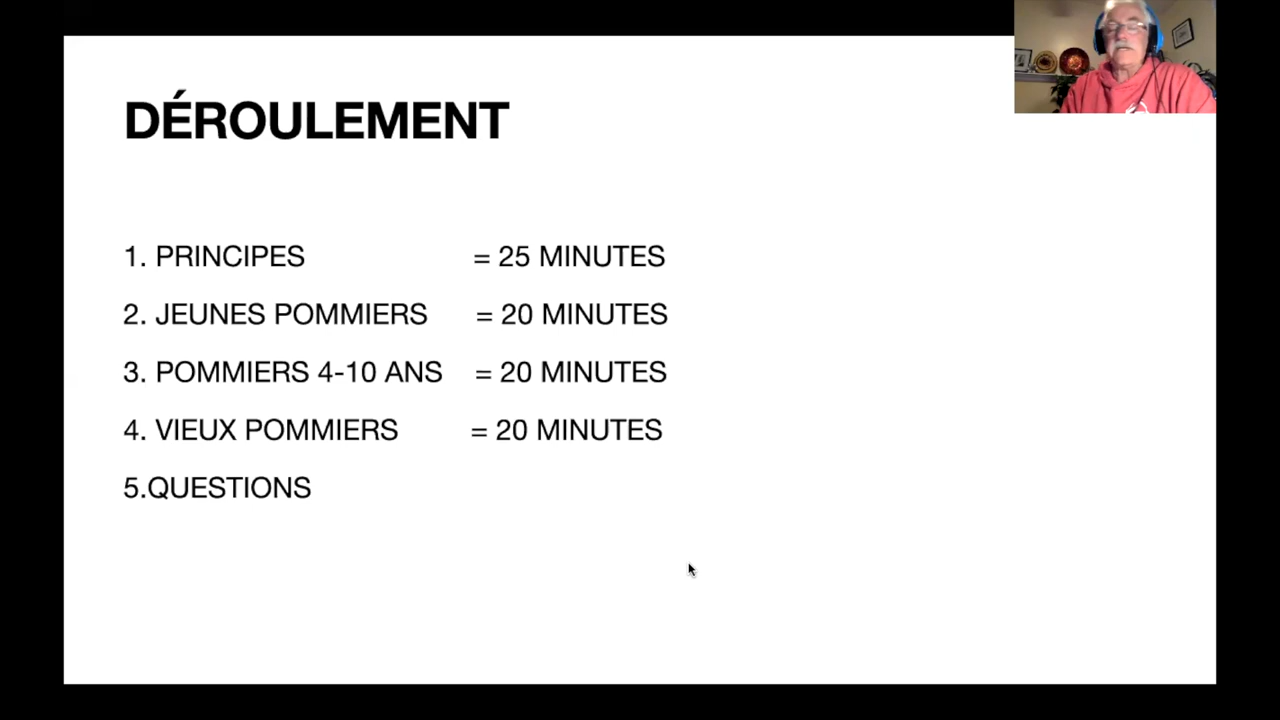 DÉROULEMENT
1. PRINCIPES = 25 MINUTES
2. JEUNES POMMIERS = 20 MINUTES
3. POMMIERS 4-10 ANS = 20 MINUTES
4. VIEUX POMMIERS = 20 MINUTES
5.QUESTIONS